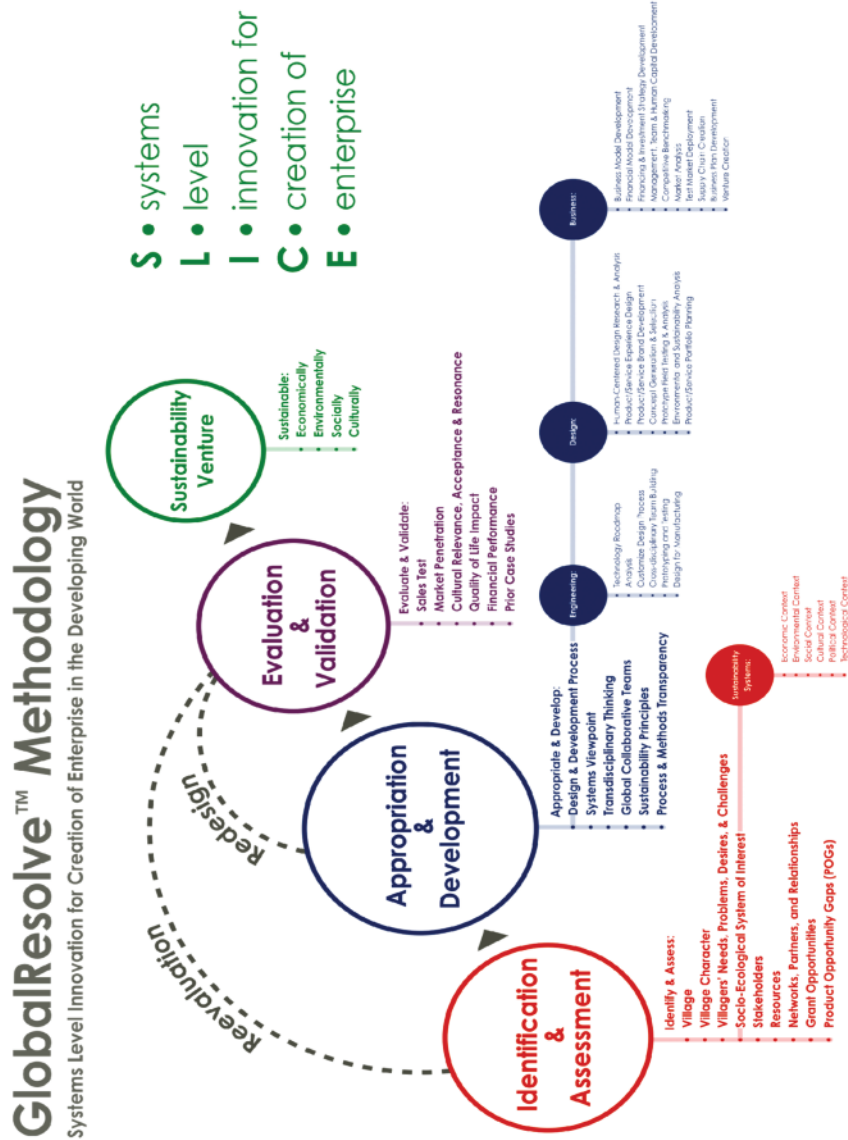 GlobalResolve™ Methodology
Systems Level Innovation for Creation of Enterprise in the Developing World
S • systems
L • level
I • innovation for
C • creation of
E • enterprise
Reevaluation
Redesign
Identification
&
Assessment
Identify & Assess:
Village
Village Character
Villagers' Needs, Problems, Desires, & Challenges
Socio-Ecological System of Interest
Stakeholders
Resources
Networks, Partners, and Relationships
Grant Opportunities
Product Opportunity Gaps (POGs)
Sustainability
Systems:
Economic Context
Environmental Context
Social Context
Cultural Context
Political Context
Technological Context
Appropriation
&
Development
Appropriate & Develop:
Design & Development Process
Systems Viewpoint
Transdisciplinary Thinking
Global Collaborative Teams
Sustainability Principles
Process & Methods Transparency
Engineering:
Technology Roadmap
Analysis
Customize Design Process
Cross-disciplinary Team Building
Prototyping and Testing
Design for Manufacturing
Design:
Human-Centered Design Research & Analysis
Product/Service Experience Design
Product/Service Brand Development
Concept Generation & Selection
Prototype Field Testing & Analysis
Environmental and Sustainability Analysis
Product/Service Portfolio Planning
Business:
Business Model Development
Financial Model Development
Financing & Investment Strategy Development
Management, Team & Human Capital Development
Competitive Benchmarking
Market Analysis
Test Market Deployment
Supply Chain Creation
Business Plan Development
Venture Creation
Evaluation
&
Validation
Evaluate & Validate:
Sales Test
Market Penetration
Cultural Relevance, Acceptance & Resonance
Quality of Life Impact
Financial Performance
Prior Case Studies
Sustainability
Venture
Sustainable:
Economically
Environmentally
Socially
Culturally